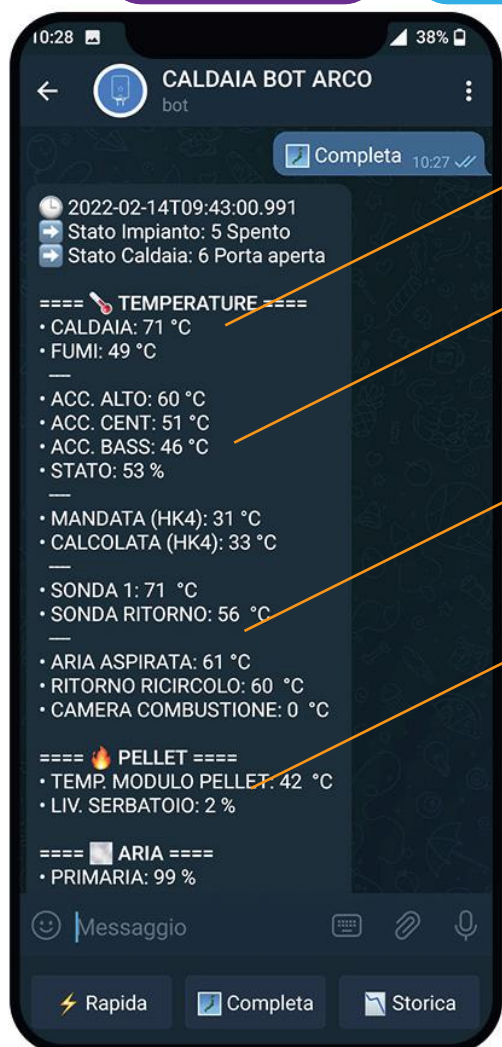 10:28
38%
CALDAIA BOT ARCO
bot
Completa 10:27
2022-02-14T09:43:00.991
Stato Impianto: 5 Spento
Stato Caldaia: 6 Porta aperta
==== TEMPERATURE ====
• CALDAIA: 71 °C
• FUMI: 49 °C
—
• ACC. ALTO: 60 °C
• ACC. CENT: 51 °C
• ACC. BASS: 46 °C
• STATO: 53 %
—
• MANDATA (HK4): 31 °C
• CALCOLATA (HK4): 33 °C
—
• SONDA 1: 71 °C
• SONDA RITORNO: 56 °C
—
• ARIA ASPIRATA: 61 °C
• RITORNO RICIRCOLO: 60 °C
• CAMERA COMBUSTIONE: 0 °C
==== PELLET ====
• TEMP. MODULO PELLET: 42 °C
• LIV. SERBATOIO: 2 %
==== ARIA ====
• PRIMARIA: 99 %
Messaggio
Rapida
Completa
Storica